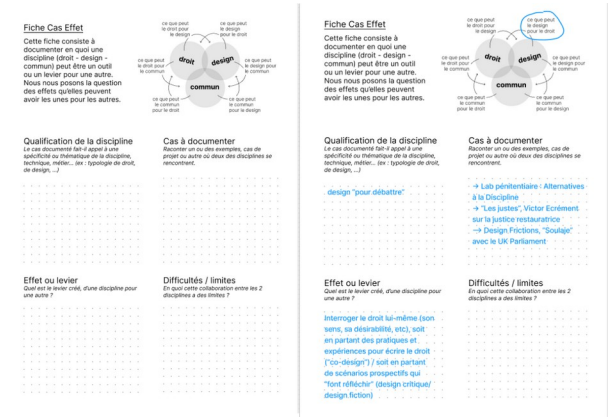 Fiche Cas Effet
Cette fiche consiste à
documenter en quoi une
discipline (droit - design -
commun) peut être un outil
ou un levier pour une autre.
Nous nous posons la question
des effets qu'elles peuvent
avoir les unes pour les autres.
ce que peut
le droit pour
le design
ce que peut
le design
pour le droit
droit
design
commun
ce que peut
le droit pour
le commun
ce que peut
le design
pour le
commun
ce que peut
le commun
pour le droit
ce que peut
le commun
pour le design
Qualification de la discipline
Le cas documenté fait-il appel à une
spécificité ou thématique de la discipline,
technique, métier... (ex : typologie de droit,
de design, ...)
Cas à documenter
Raconter un ou des exemples, cas de
projet ou autre où deux des disciplines se
rencontrent.
Effet ou levier
Quel est le levier créé, d'une discipline pour
une autre ?
Difficultés / limites
En quoi cette collaboration entre les 2
disciplines a des limites ?
Fiche Cas Effet
Cette fiche consiste à
documenter en quoi une
discipline (droit - design -
commun) peut être un outil
ou un levier pour une autre.
Nous nous posons la question
des effets qu'elles peuvent
avoir les unes pour les autres.
ce que peut
le droit pour
le design
ce que peut
le design
pour le droit
droit
design
commun
ce que peut
le droit pour
le commun
ce que peut
le design
pour le
commun
ce que peut
le commun
pour le droit
ce que peut
le commun
pour le design
Qualification de la discipline
Le cas documenté fait-il appel à une
spécificité ou thématique de la discipline,
technique, métier... (ex : typologie de droit,
de design, ...)
design "pour débattre"
Cas à documenter
Raconter un ou des exemples, cas de
projet ou autre où deux des disciplines se
rencontrent.
→ Lab pénitentiaire : Alternatives
à la Discipline
→ "Les justes", Victor Ecrément
sur la justice restauratrice
—> Design Frictions, "Soulaje"
avec le UK Parliament
Effet ou levier
Quel est le levier créé, d'une discipline pour
une autre ?
Interroger le droit lui-même (son
sens, sa désirabilité, etc), soit
en partant des pratiques et
expériences pour écrire le droit
("co-design") / soit en partant
de scénarios prospectifs qui
"font réfléchir" (design critique/
design fiction)
Difficultés / limites
En quoi cette collaboration entre les 2
disciplines a des limites ?